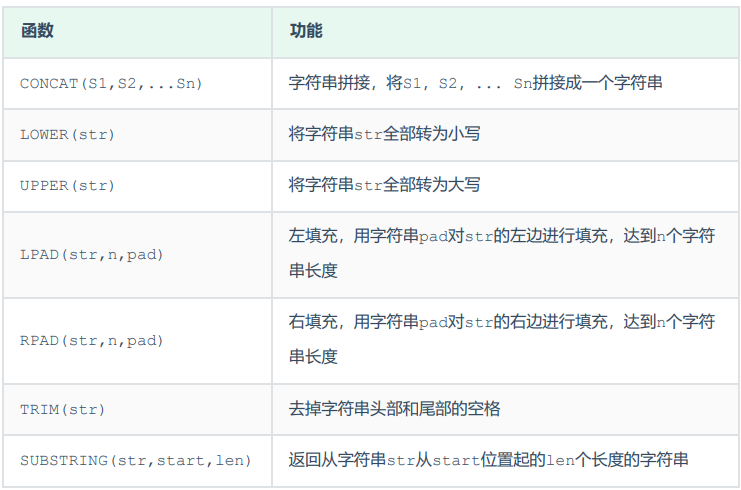 函数 功能
CONCAT(S1,S2,...Sn) 字符串拼接，将S1，S2，... Sn拼接成一个字符串
LOWER(str) 将字符串str全部转为小写
UPPER(str) 将字符串str全部转为大写
LPAD(str,n,pad) 左填充，用字符串pad对str的左边进行填充，达到n个字符
串长度
RPAD(str,n,pad) 右填充，用字符串pad对str的右边进行填充，达到n个字符
串长度
TRIM(str) 去掉字符串头部和尾部的空格
SUBSTRING(str,start,len) 返回从字符串str从start位置起的len个长度的字符串